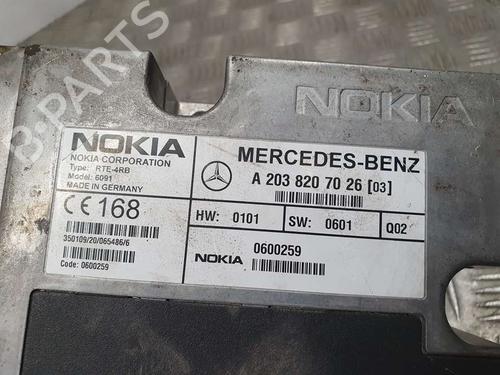 NOKIA
B-PARTS
NOKIA
NOKIA CORPORATION
Type: RTE-4RB
Model: 6091
MADE IN GERMANY
CE 168
350109/20/065486/6
Code: 0600259
MERCEDES-BENZ
A 203 820 70 26 [03]
HW: 0101
SW: 0601
Q02
0600259
NOKIA